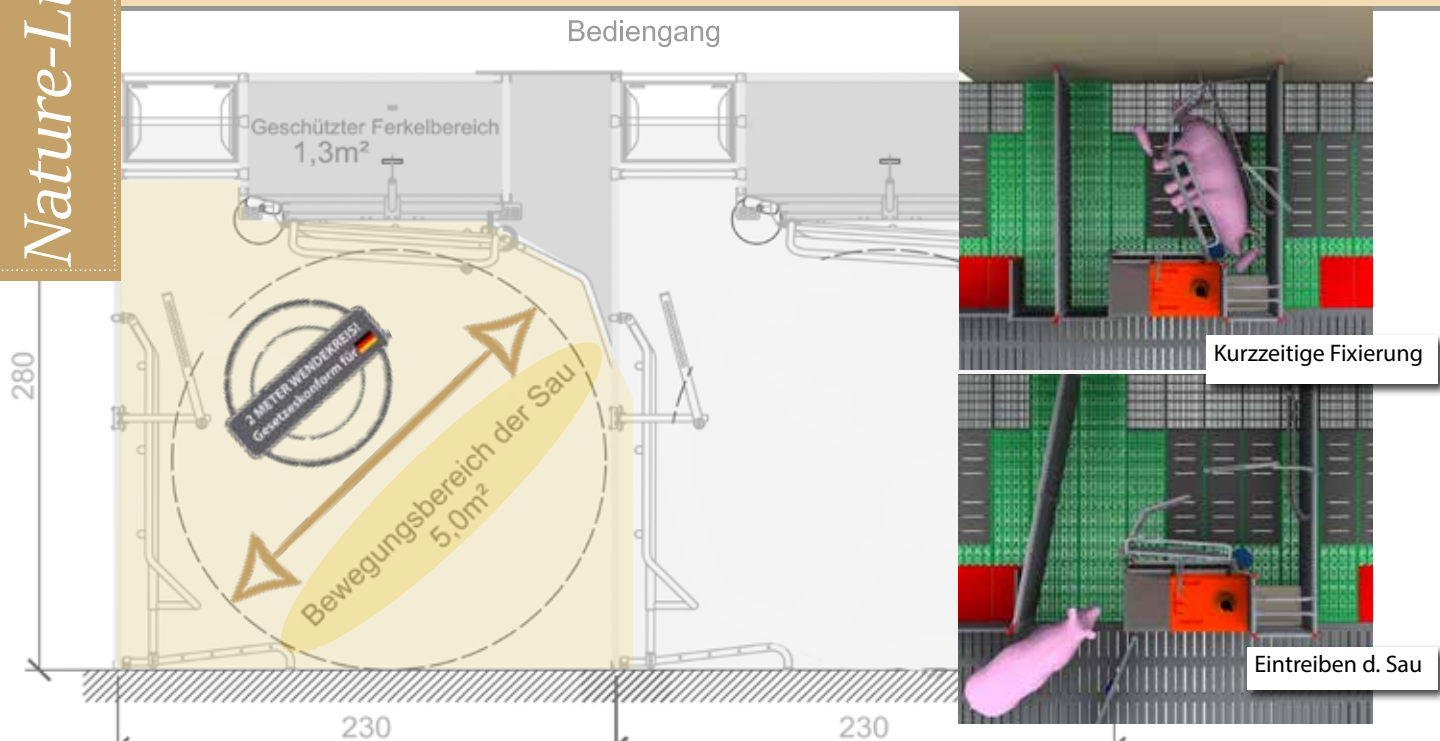 Nature-Li
Bediengang
Geschützter Ferkelbereich
1,3m²
2 METER WENDEKREIS!
Gesetzeskonform für
Bewegungsbereich der Sau
5,0m²
280
230
230
Kurzzeitige Fixierung
Eintreiben d. Sau